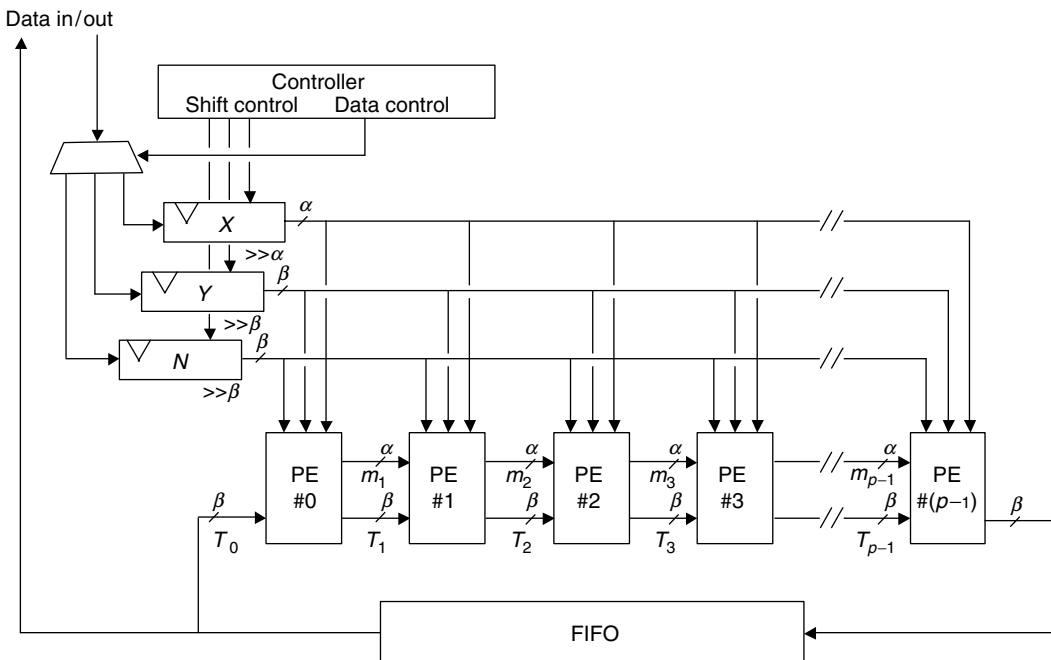 Data in/out
Controller
Shift control Data control
X α
>>α
Y β
>>β
N β
>>β
PE #0
PE #1
PE #2
PE #3
PE #(p−1)
α α α α
m₁ m₂ m₃ mₚ₋₁
β β β β β β
T₀ T₁ T₂ T₃ Tₚ₋₁
FIFO